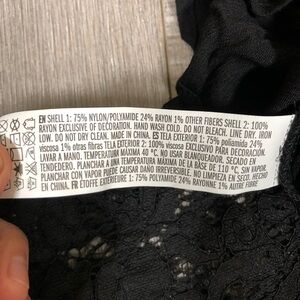 EN SHELL 1: 75% NYLON/POLYAMIDE 24% RAYON 1% OTHER FIBERS SHELL 2: 100%
RAYON EXCLUSIVE OF DECORATION. HAND WASH COLD. DO NOT BLEACH. LINE DRY. IRON
LOW. DO NOT DRY CLEAN. MADE IN CHINA. ES TELA EXTERIOR 1: 75% poliamida 24%
viscosa 1% otras fibras TELA EXTERIOR 2: 100% viscosa EXCLUSIVO PARA DECORACIÓN.
LAVAR A MANO. TEMPERATURA MÁXIMA 40 °C. NO USAR BLANQUEADOR. SECADO EN
TENDEDERO. PLANCHAR A UNA TEMPERATURA MÁXIMA DE LA BASE DE 110 °C, SIN VAPOR.
PLANCHAR CON VAPOR PUEDE CAUSAR DAÑO IRREVERSIBLE. NO LIMPIAR EN SECO. HECHO
EN CHINA. FR ÉTOFFE EXTÉRIEURE 1: 75% POLYAMIDE 24% RAYONNE 1% AUTRE FIBRE